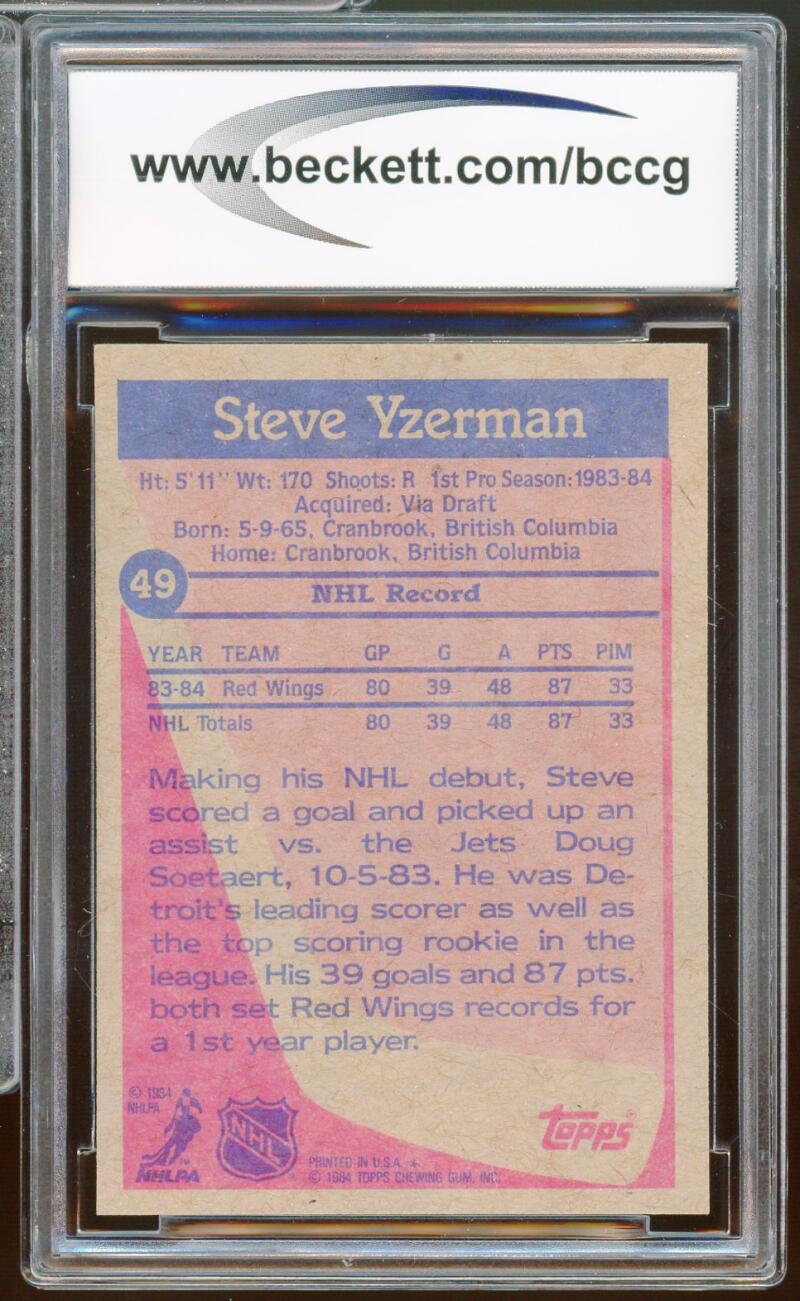 www.beckett.com/bccg
Steve Yzerman
Ht: 5'11" Wt: 170 Shoots: R 1st Pro Season:1983-84
Acquired: Via Draft
Born: 5-9-65, Cranbrook, British Columbia
Home: Cranbrook, British Columbia
49
NHL Record
YEAR TEAM GP G A PTS PIM
83-84 Red Wings 80 39 48 87 33
NHL Totals 80 39 48 87 33
Making his NHL debut, Steve
scored a goal and picked up an
assist vs. the Jets Doug
Soetaert, 10-5-83. He was De-
troit's leading scorer as well as
the top scoring rookie in the
league. His 39 goals and 87 pts.
both set Red Wings records for
a 1st year player.
© 1984
NHLPA
NHLPA
TM
NHL
®
PRINTED IN U.S.A. *
© 1984 TOPPS CHEWING GUM, INC.
topps®